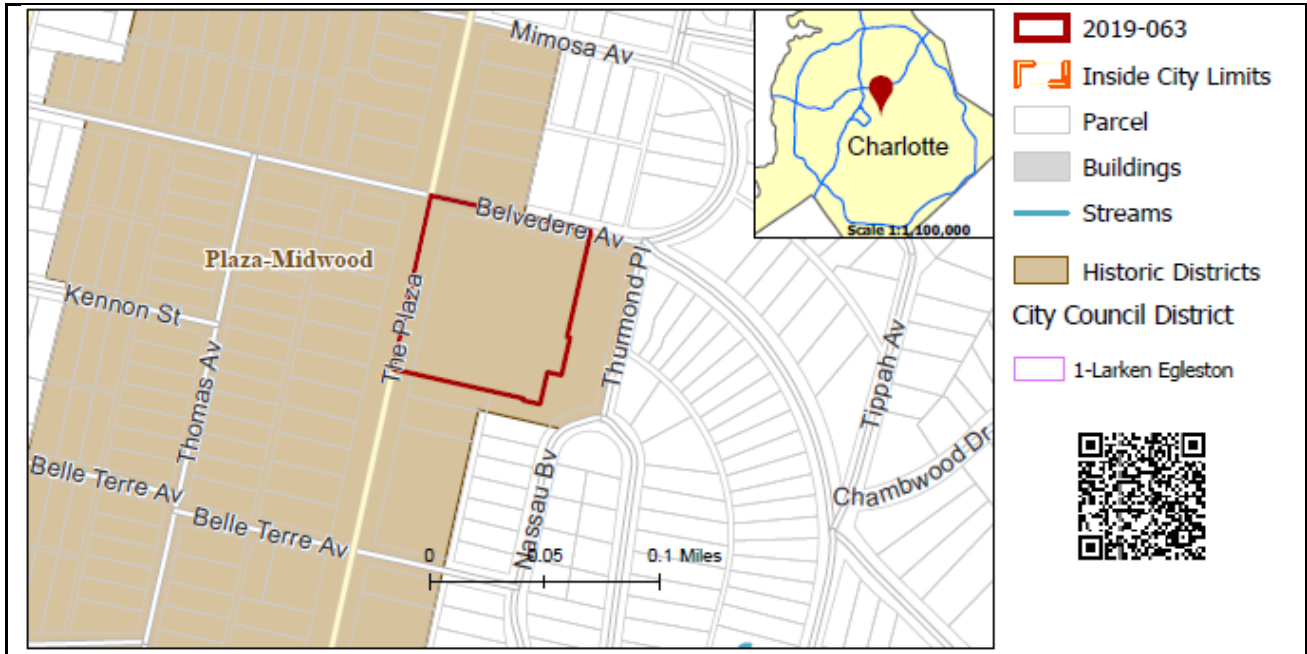 Mimosa Av
Charlotte
Scale 1:1,100,000
Belvedere Av
Plaza-Midwood
The Plaza
Thurmond Pl
Kennon St
Thomas Av
Tippah Av
Belle Terre Av
Belle Terre Av
Nassau Bv
Chambwood Dr
0 0.05 0.1 Miles
2019-063
Inside City Limits
Parcel
Buildings
Streams
Historic Districts
City Council District
1-Larken Egleston